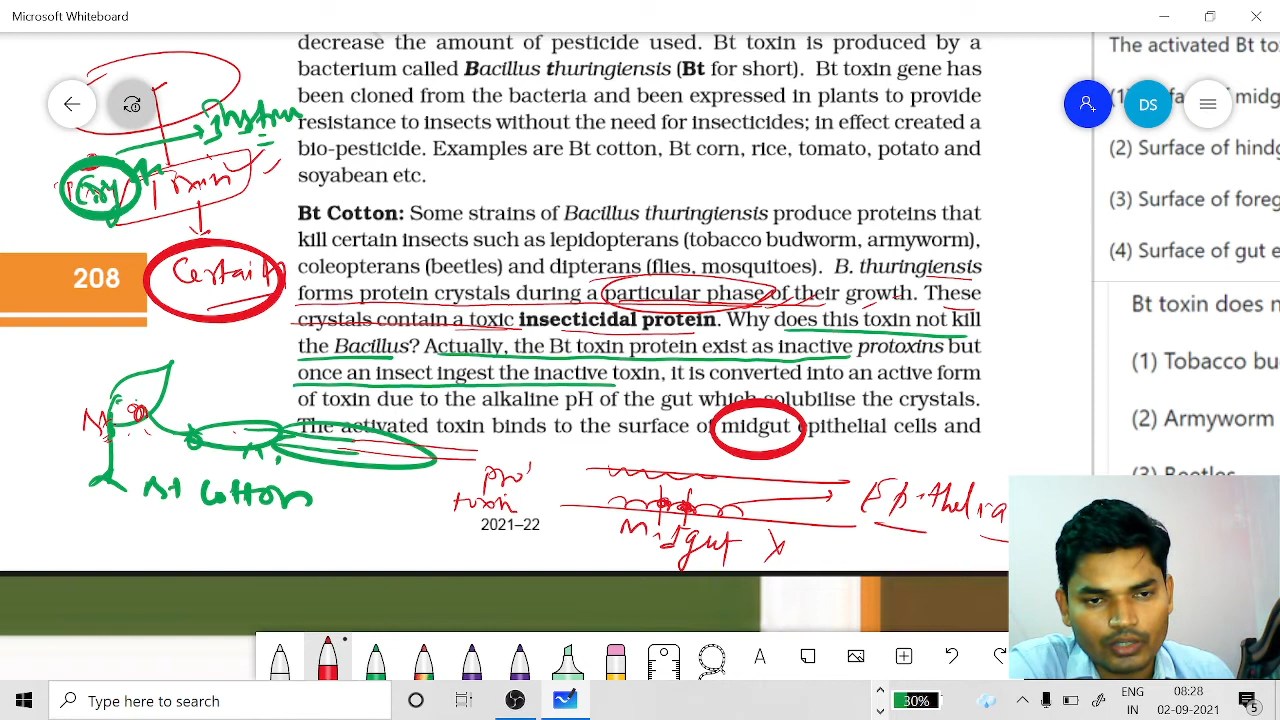 Microsoft Whiteboard
decrease the amount of pesticide used. Bt toxin is produced by a
bacterium called Bacillus thuringiensis (Bt for short). Bt toxin gene has
been cloned from the bacteria and been expressed in plants to provide
resistance to insects without the need for insecticides; in effect created a
bio-pesticide. Examples are Bt cotton, Bt corn, rice, tomato, potato and
soyabean etc.
Bt Cotton: Some strains of Bacillus thuringiensis produce proteins that
kill certain insects such as lepidopterans (tobacco budworm, armyworm),
coleopterans (beetles) and dipterans (flies, mosquitoes). B. thuringiensis
forms protein crystals during a particular phase of their growth. These
crystals contain a toxic insecticidal protein. Why does this toxin not kill
the Bacillus? Actually, the Bt toxin protein exist as inactive protoxins but
once an insect ingest the inactive toxin, it is converted into an active form
of toxin due to the alkaline pH of the gut which solubilise the crystals.
The activated toxin binds to the surface of midgut epithelial cells and
2021–22
208
Cry
Toxin
Bt Cotton
pro
toxin
Midgut
The activated Bt to
DS
midg
(2) Surface of hindg
(3) Surface of foreg
(4) Surface of gut e
Bt toxin does n
(1) Tobacco bu
(2) Armyworm
Type here to search
30%
ENG
IN
08:28
02-09-2021
5